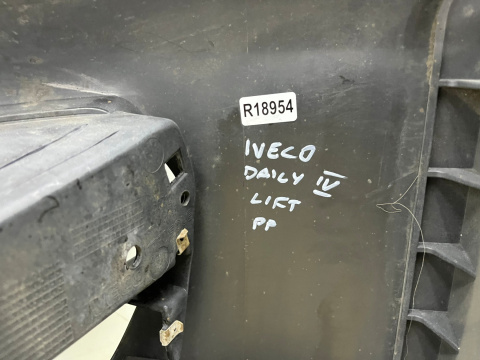 R18954
IVECO
DAILY IV
LIFT
PP